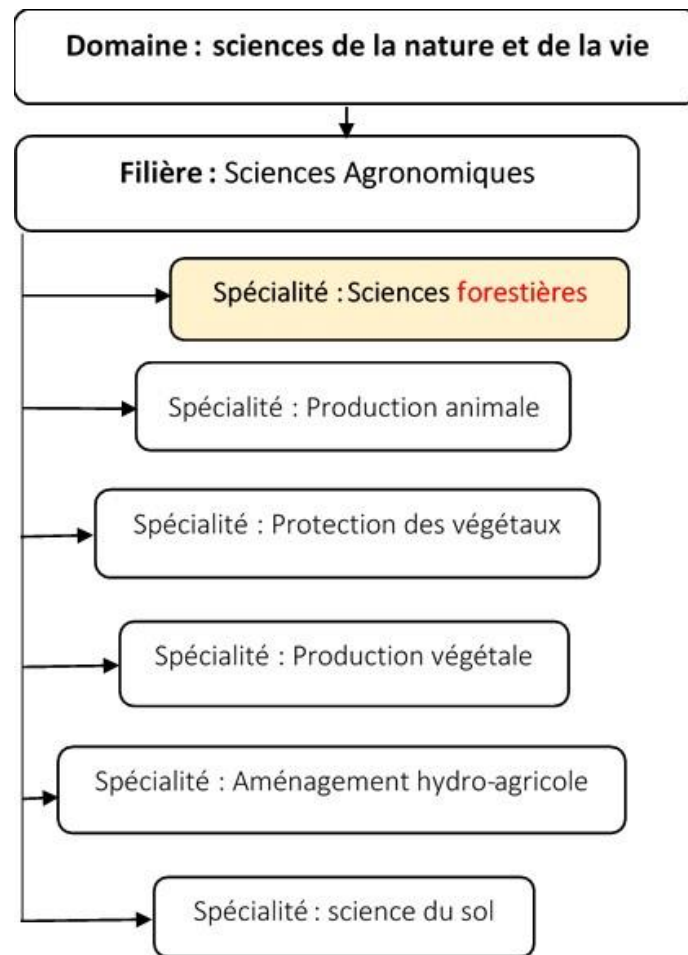 Domaine : sciences de la nature et de la vie
Filière : Sciences Agronomiques
Spécialité : Sciences forestières
Spécialité : Production animale
Spécialité : Protection des végétaux
Spécialité : Production végétale
Spécialité : Aménagement hydro-agricole
Spécialité : science du sol